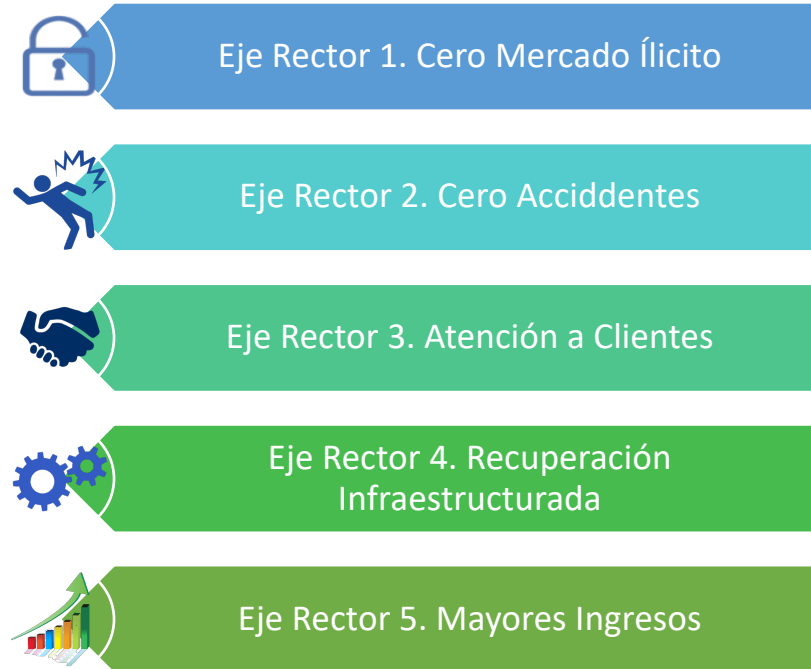 Eje Rector 1. Cero Mercado Ílicito
Eje Rector 2. Cero Acciddentes
Eje Rector 3. Atención a Clientes
Eje Rector 4. Recuperación
Infraestructurada
Eje Rector 5. Mayores Ingresos